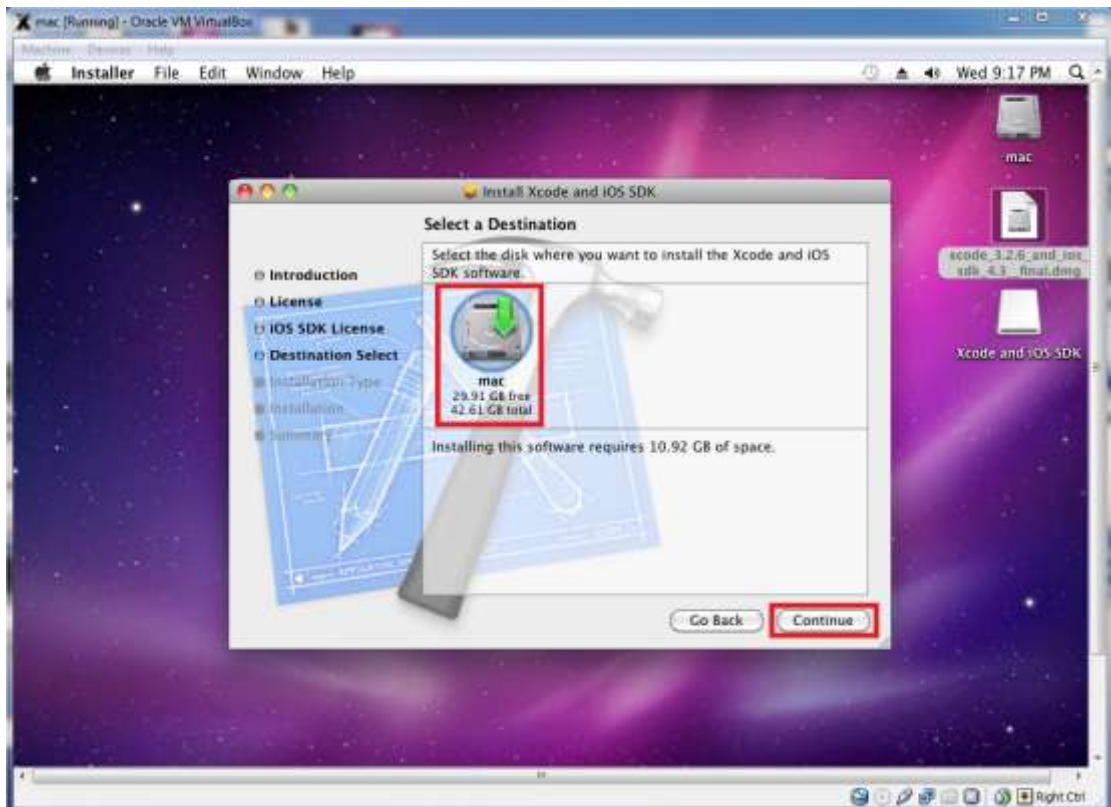 mac [Running] - Oracle VM VirtualBox
Machine Devices Help
Installer File Edit Window Help
Wed 9:17 PM
mac
xcode_3.2.6_and_ios_
sdk_4.3__final.dmg
Xcode and iOS SDK
Install Xcode and iOS SDK
Select a Destination
Introduction
License
iOS SDK License
Destination Select
Installation Type
Installation
Summary
Select the disk where you want to install the Xcode and iOS
SDK software.
mac
29.91 GB free
42.61 GB total
Installing this software requires 10.92 GB of space.
Go Back
Continue
Right Ctrl